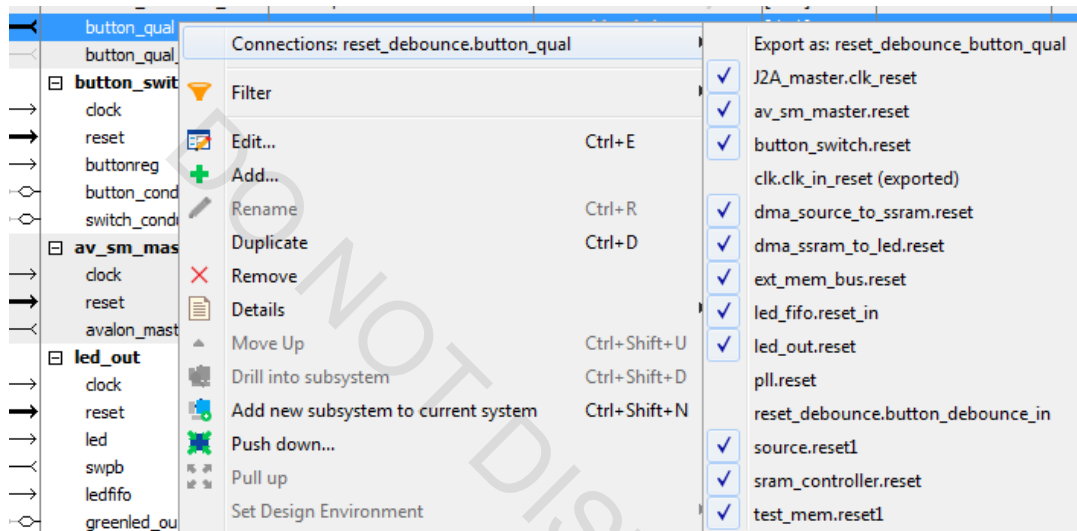 button_qual
button_qual_
button_swit
clock
reset
buttonreg
button_cond
switch_condu
av_sm_mas
clock
reset
avalon_mast
led_out
clock
reset
led
swpb
ledfifo
greenled_ou
Connections: reset_debounce.button_qual
Filter
Edit... Ctrl+E
Add...
Rename Ctrl+R
Duplicate Ctrl+D
Remove
Details
Move Up Ctrl+Shift+U
Drill into subsystem Ctrl+Shift+D
Add new subsystem to current system Ctrl+Shift+N
Push down...
Pull up
Set Design Environment
Export as: reset_debounce_button_qual
J2A_master.clk_reset
av_sm_master.reset
button_switch.reset
clk.clk_in_reset (exported)
dma_source_to_ssram.reset
dma_ssram_to_led.reset
ext_mem_bus.reset
led_fifo.reset_in
led_out.reset
pll.reset
reset_debounce.button_debounce_in
source.reset1
sram_controller.reset
test_mem.reset1
DO NOT DIS